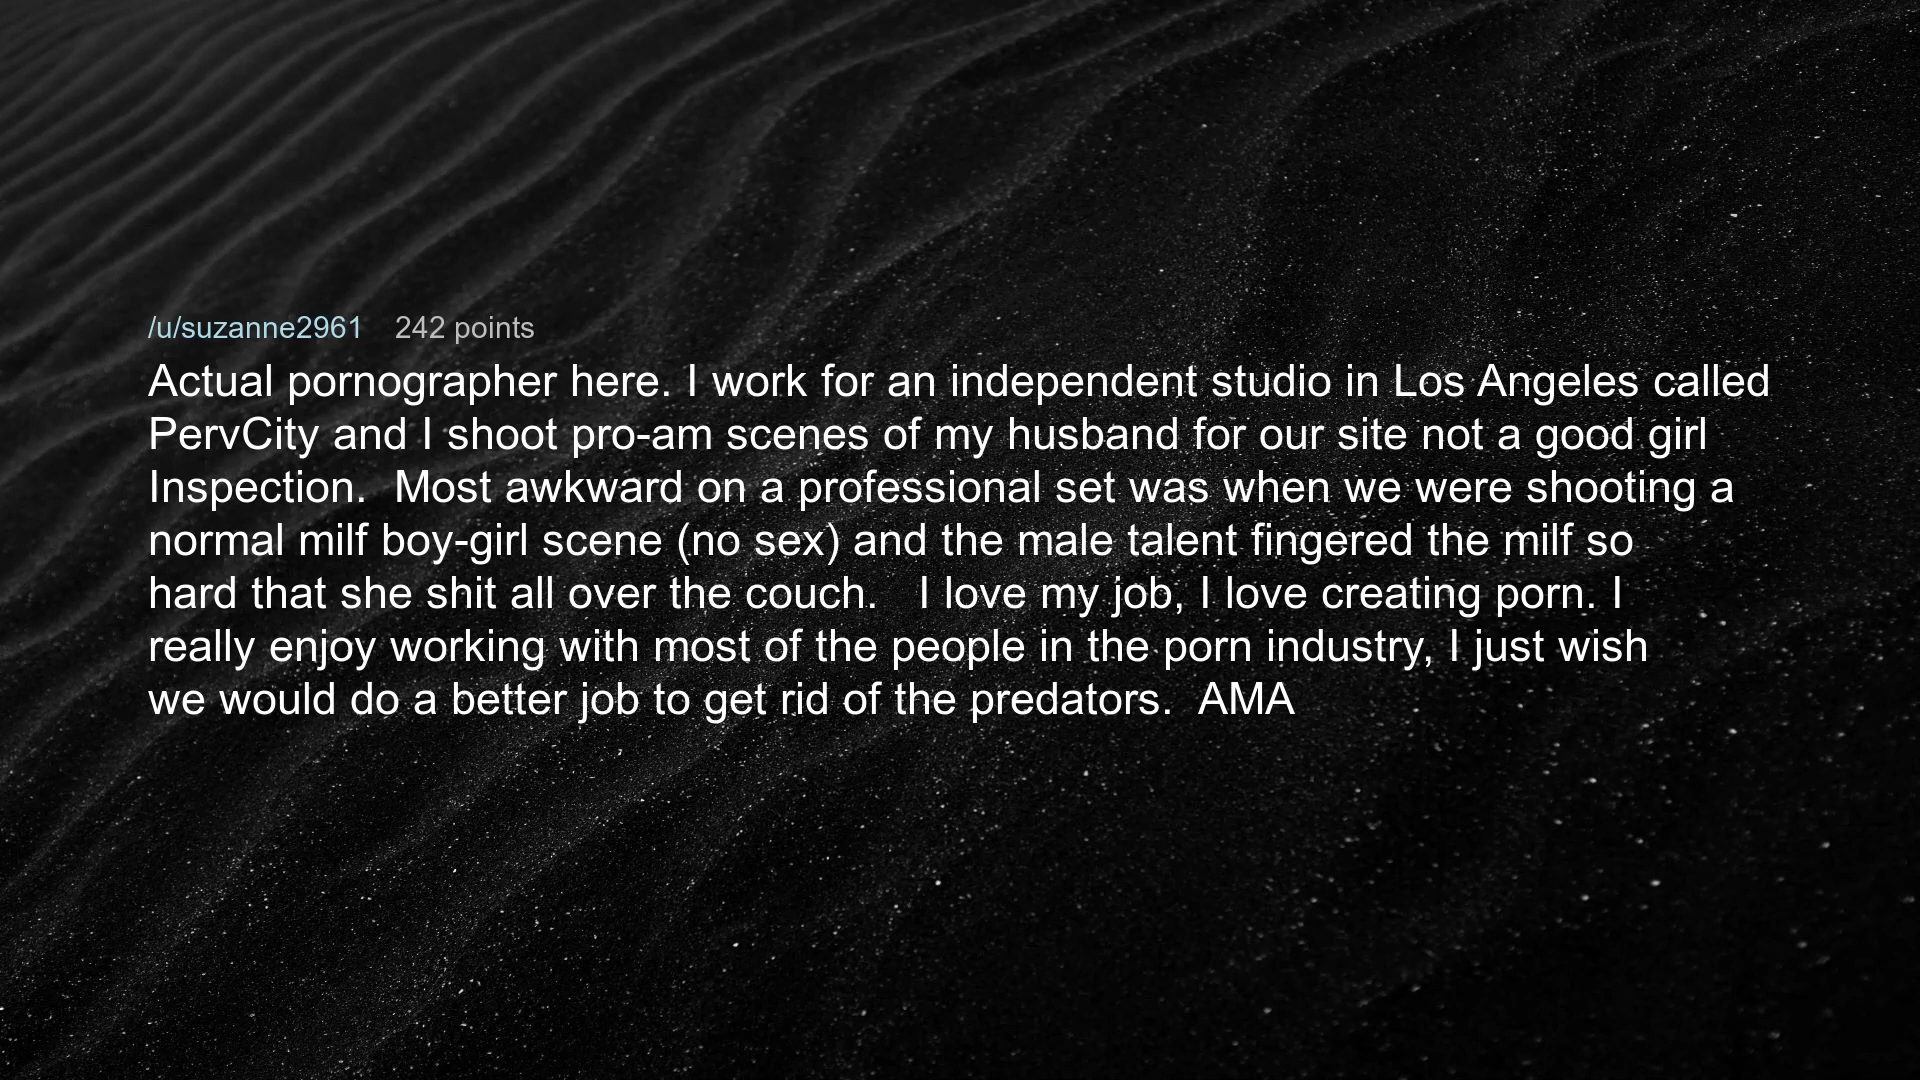 /u/suzanne2961 242 points
Actual pornographer here. I work for an independent studio in Los Angeles called
PervCity and I shoot pro-am scenes of my husband for our site not a good girl
Inspection. Most awkward on a professional set was when we were shooting a
normal milf boy-girl scene (no sex) and the male talent fingered the milf so
hard that she shit all over the couch. I love my job, I love creating porn. I
really enjoy working with most of the people in the porn industry, I just wish
we would do a better job to get rid of the predators. AMA